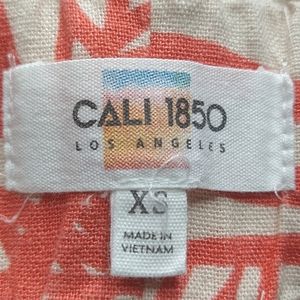 CALI 1850
LOS ANGELES
XS
MADE IN
VIETNAM